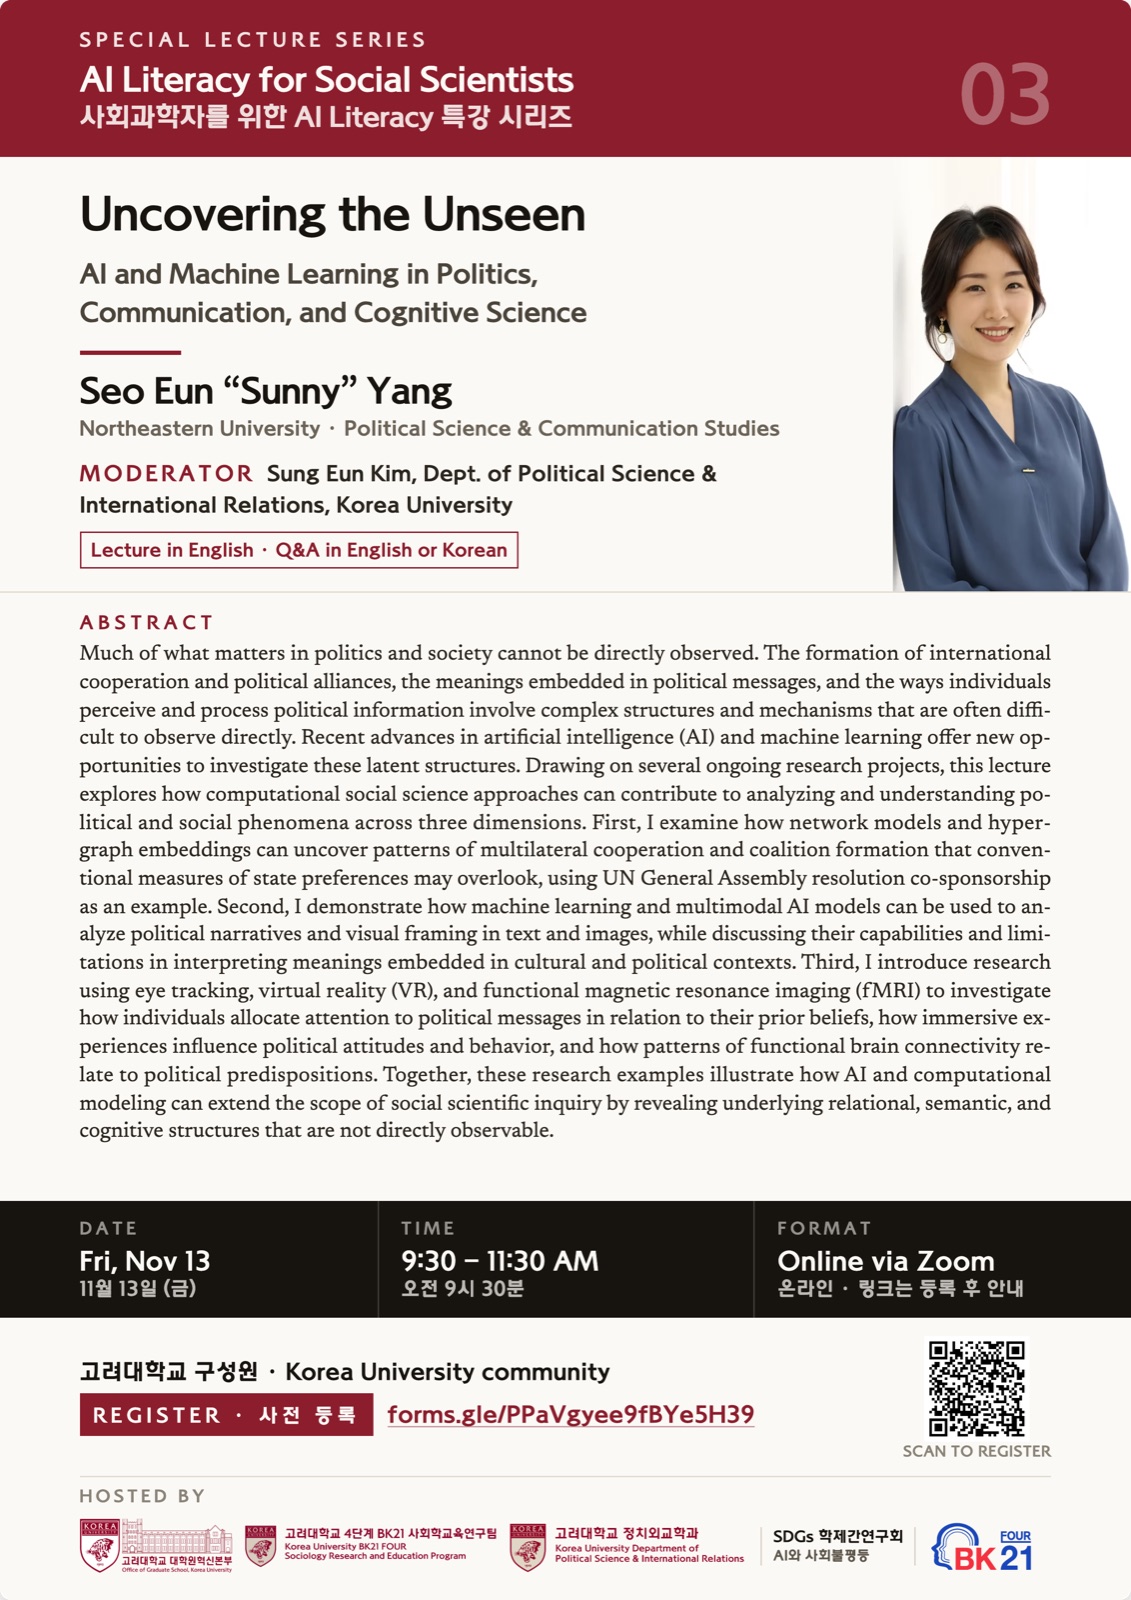 SPECIAL LECTURE SERIES
AI Literacy for Social Scientists
사회과학자를 위한 AI Literacy 특강 시리즈
03
Uncovering the Unseen
AI and Machine Learning in Politics,
Communication, and Cognitive Science
Seo Eun “Sunny” Yang
Northeastern University · Political Science & Communication Studies
MODERATOR Sung Eun Kim, Dept. of Political Science &
International Relations, Korea University
Lecture in English · Q&A in English or Korean
ABSTRACT
Much of what matters in politics and society cannot be directly observed. The formation of international
cooperation and political alliances, the meanings embedded in political messages, and the ways individuals
perceive and process political information involve complex structures and mechanisms that are often diffi-
cult to observe directly. Recent advances in artificial intelligence (AI) and machine learning offer new op-
portunities to investigate these latent structures. Drawing on several ongoing research projects, this lecture
explores how computational social science approaches can contribute to analyzing and understanding po-
litical and social phenomena across three dimensions. First, I examine how network models and hyper-
graph embeddings can uncover patterns of multilateral cooperation and coalition formation that conven-
tional measures of state preferences may overlook, using UN General Assembly resolution co-sponsorship
as an example. Second, I demonstrate how machine learning and multimodal AI models can be used to an-
alyze political narratives and visual framing in text and images, while discussing their capabilities and limi-
tations in interpreting meanings embedded in cultural and political contexts. Third, I introduce research
using eye tracking, virtual reality (VR), and functional magnetic resonance imaging (fMRI) to investigate
how individuals allocate attention to political messages in relation to their prior beliefs, how immersive ex-
periences influence political attitudes and behavior, and how patterns of functional brain connectivity re-
late to political predispositions. Together, these research examples illustrate how AI and computational
modeling can extend the scope of social scientific inquiry by revealing underlying relational, semantic, and
cognitive structures that are not directly observable.
DATE
Fri, Nov 13
11월 13일 (금)
TIME
9:30 – 11:30 AM
오전 9시 30분
FORMAT
Online via Zoom
온라인 · 링크는 등록 후 안내
고려대학교 구성원 · Korea University community
REGISTER · 사전 등록
forms.gle/PPaVgyee9fBYe5H39
SCAN TO REGISTER
HOSTED BY
KOREA
고려대학교 대학원혁신본부
Office of Graduate School, Korea University
KOREA
고려대학교 4단계 BK21 사회학교육연구팀
Korea University BK21 FOUR
Sociology Research and Education Program
KOREA
고려대학교 정치외교학과
Korea University Department of
Political Science & International Relations
SDGs 학제간연구회
AI와 사회불평등
BK FOUR 21